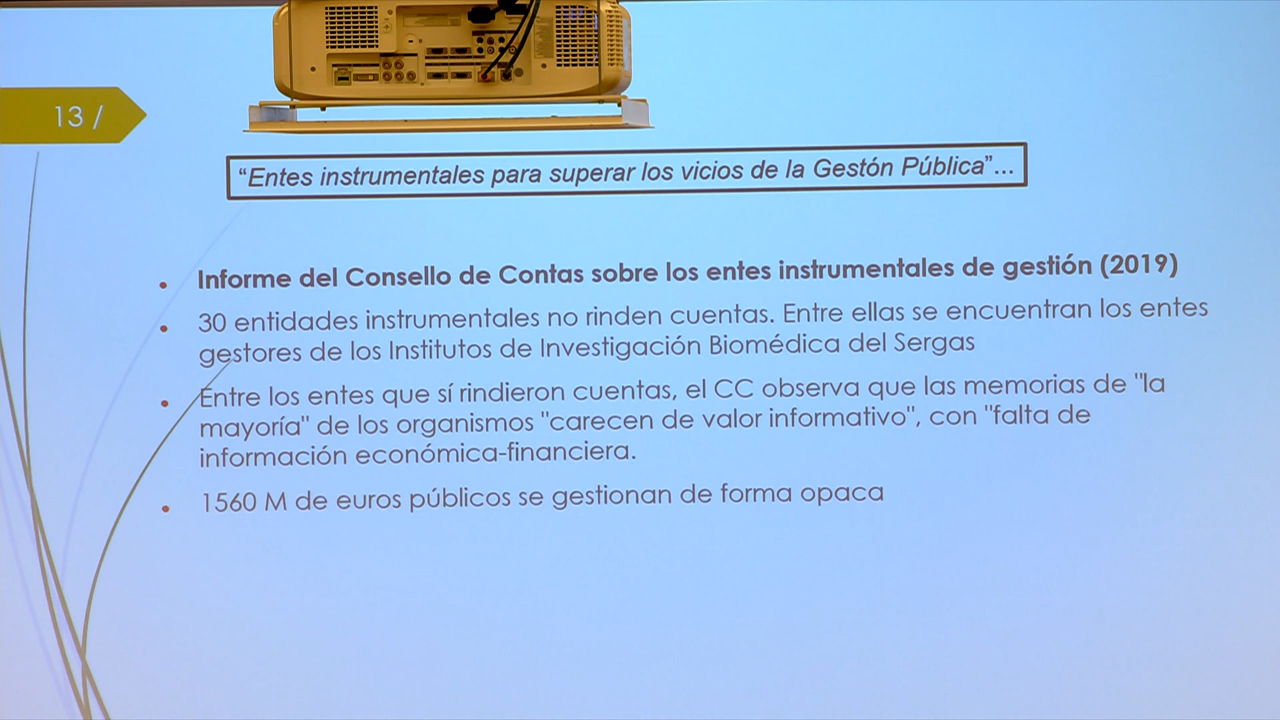 13 /
“Entes instrumentales para superar los vicios de la Gestón Pública”...
• Informe del Consello de Contas sobre los entes instrumentales de gestión (2019)
• 30 entidades instrumentales no rinden cuentas. Entre ellas se encuentran los entes
gestores de los Institutos de Investigación Biomédica del Sergas
• Entre los entes que sí rindieron cuentas, el CC observa que las memorias de "la
mayoría" de los organismos "carecen de valor informativo", con "falta de
información económica-financiera.
• 1560 M de euros públicos se gestionan de forma opaca